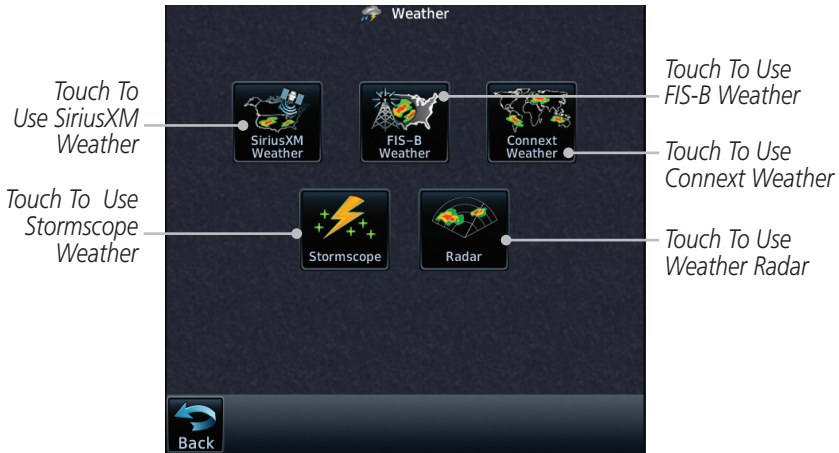 Weather
Touch To
Use SiriusXM
Weather
Touch To Use
FIS-B Weather
SiriusXM
Weather
FIS-B
Weather
Connext
Weather
Touch To Use
Connext Weather
Touch To Use
Stormscope
Weather
Stormscope
Radar
Touch To Use
Weather Radar
Back